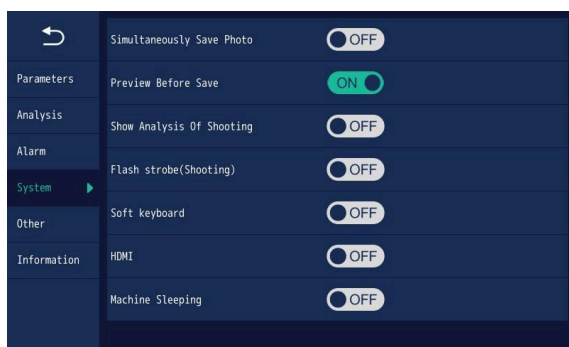 Simultaneously Save Photo OFF
Parameters
Preview Before Save ON
Analysis
Show Analysis Of Shooting OFF
Alarm
Flash strobe(Shooting) OFF
System
Soft keyboard OFF
Other
Information
HDMI OFF
Machine Sleeping OFF